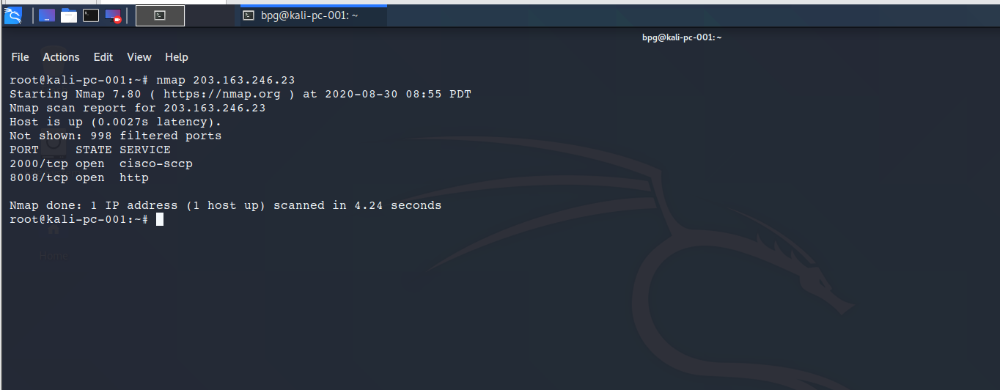 bpg@kali-pc-001: ~
bpg@kali-pc-001: ~
File Actions Edit View Help
root@kali-pc-001:~# nmap 203.163.246.23
Starting Nmap 7.80 ( https://nmap.org ) at 2020-08-30 08:55 PDT
Nmap scan report for 203.163.246.23
Host is up (0.0027s latency).
Not shown: 998 filtered ports
PORT     STATE SERVICE
2000/tcp open  cisco-sccp
8008/tcp open  http
Nmap done: 1 IP address (1 host up) scanned in 4.24 seconds
root@kali-pc-001:~#
Home